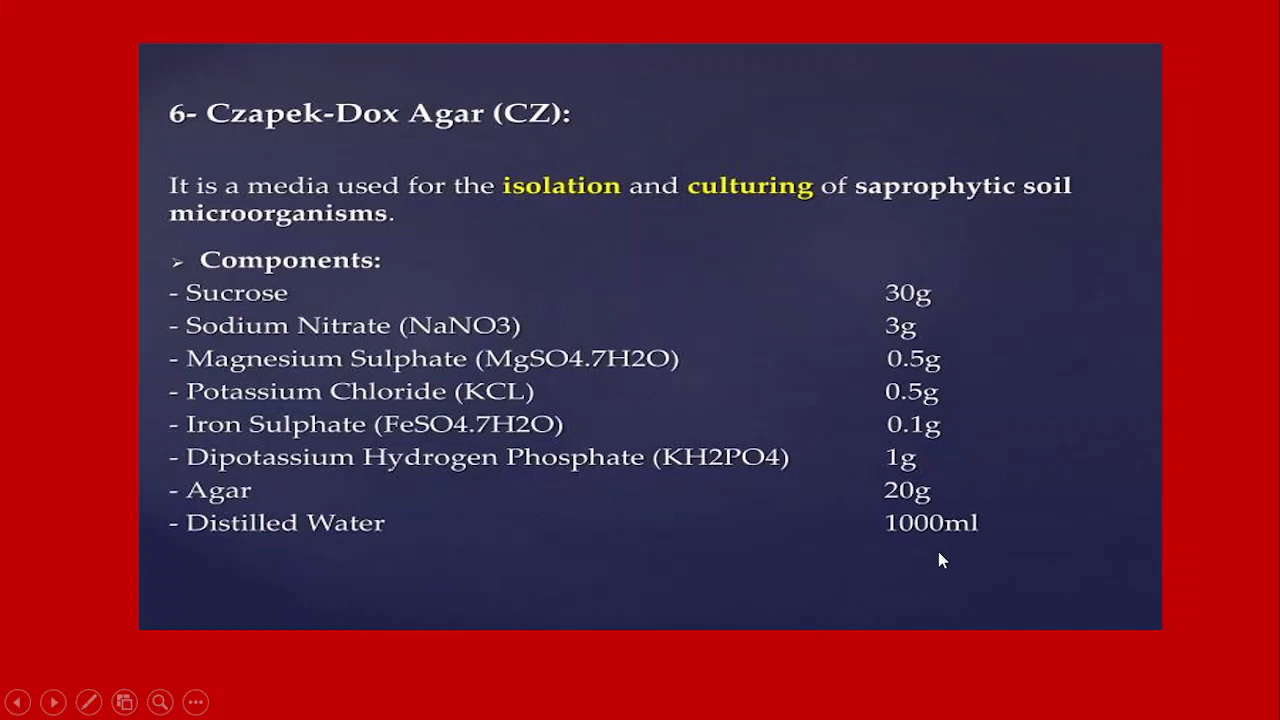 6- Czapek-Dox Agar (CZ):
It is a media used for the isolation and culturing of saprophytic soil
microorganisms.
➢ Components:
- Sucrose 30g
- Sodium Nitrate (NaNO3) 3g
- Magnesium Sulphate (MgSO4.7H2O) 0.5g
- Potassium Chloride (KCL) 0.5g
- Iron Sulphate (FeSO4.7H2O) 0.1g
- Dipotassium Hydrogen Phosphate (KH2PO4) 1g
- Agar 20g
- Distilled Water 1000ml